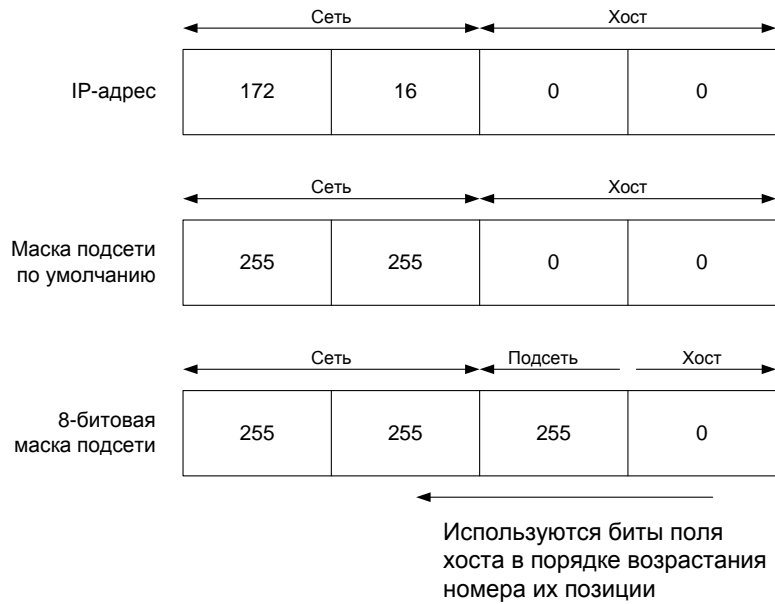 Сеть Хост
IP-адрес 172 16 0 0
Сеть Хост
Маска подсети
по умолчанию
255 255 0 0
Сеть Подсеть Хост
8-битовая
маска подсети
255 255 255 0
Используются биты поля
хоста в порядке возрастания
номера их позиции